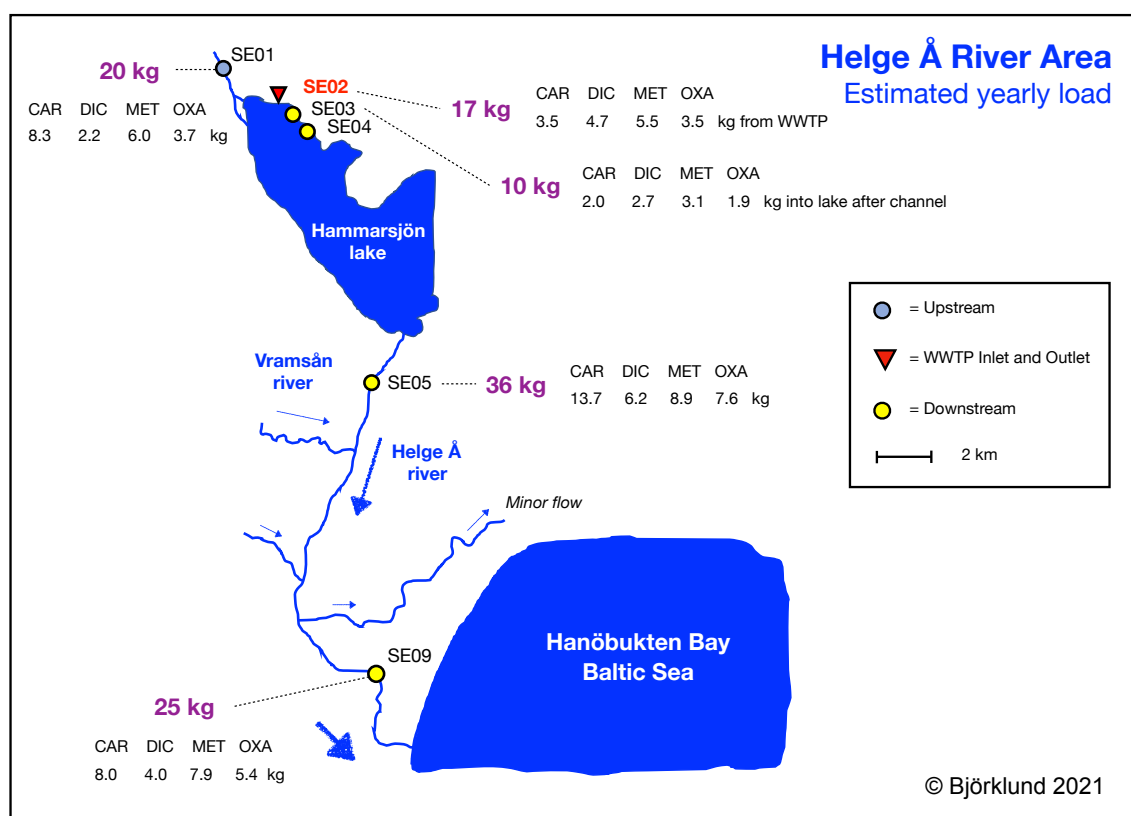 Helge Å River Area
Estimated yearly load
SE01
20 kg
CAR DIC MET OXA
8.3 2.2 6.0 3.7 kg
SE02
SE03
SE04
17 kg
CAR DIC MET OXA
3.5 4.7 5.5 3.5 kg from WWTP
10 kg
CAR DIC MET OXA
2.0 2.7 3.1 1.9 kg into lake after channel
Hammarsjön
lake
= Upstream
= WWTP Inlet and Outlet
= Downstream
2 km
Vramsån
river
SE05
36 kg
CAR DIC MET OXA
13.7 6.2 8.9 7.6 kg
Helge Å
river
Minor flow
Hanöbukten Bay
Baltic Sea
SE09
25 kg
CAR DIC MET OXA
8.0 4.0 7.9 5.4 kg
© Björklund 2021